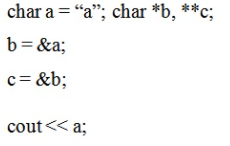 char a = “a”; char *b, **c;
b = &a;
c = &b;
cout << a;